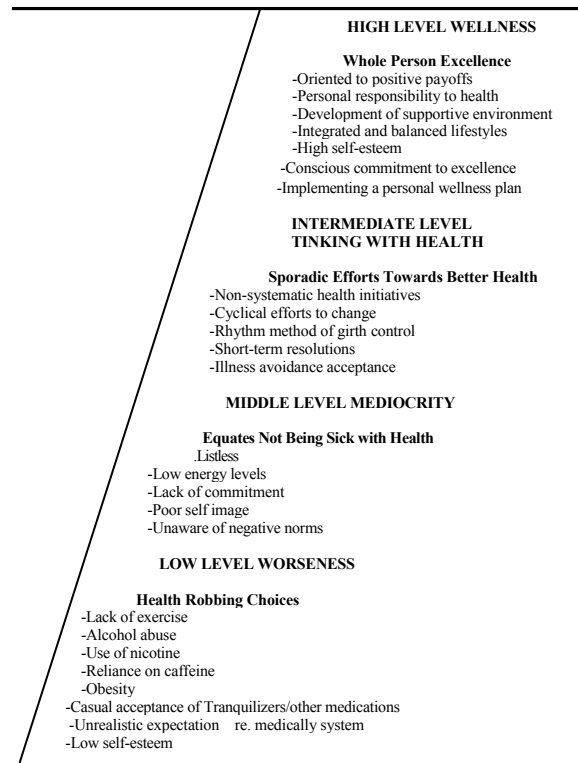 HIGH LEVEL WELLNESS
Whole Person Excellence
-Oriented to positive payoffs
-Personal responsibility to health
-Development of supportive environment
-Integrated and balanced lifestyles
-High self-esteem
-Conscious commitment to excellence
-Implementing a personal wellness plan
INTERMEDIATE LEVEL
TINKING WITH HEALTH
Sporadic Efforts Towards Better Health
-Non-systematic health initiatives
-Cyclical efforts to change
-Rhythm method of girth control
-Short-term resolutions
-Illness avoidance acceptance
MIDDLE LEVEL MEDIOCRITY
Equates Not Being Sick with Health
.Listless
-Low energy levels
-Lack of commitment
-Poor self image
-Unaware of negative norms
LOW LEVEL WORSENESS
Health Robbing Choices
-Lack of exercise
-Alcohol abuse
-Use of nicotine
-Reliance on caffeine
-Obesity
-Casual acceptance of Tranquilizers/other medications
-Unrealistic expectation re. medically system
-Low self-esteem